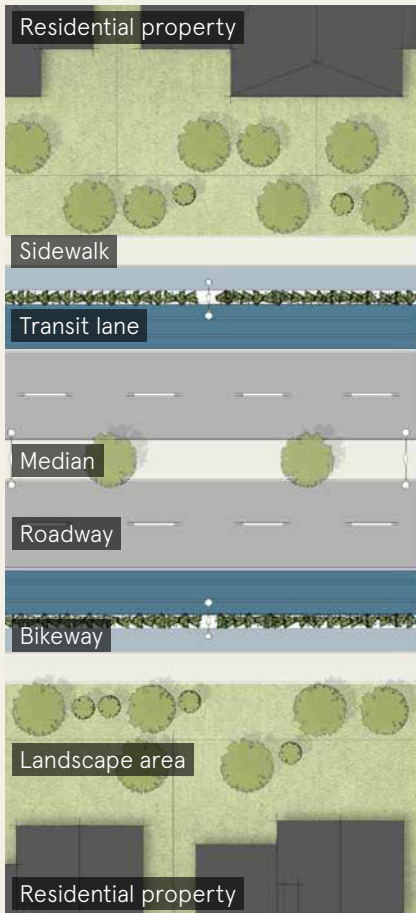 Residential property
Sidewalk
Transit lane
Median
Roadway
Bikeway
Landscape area
Residential property